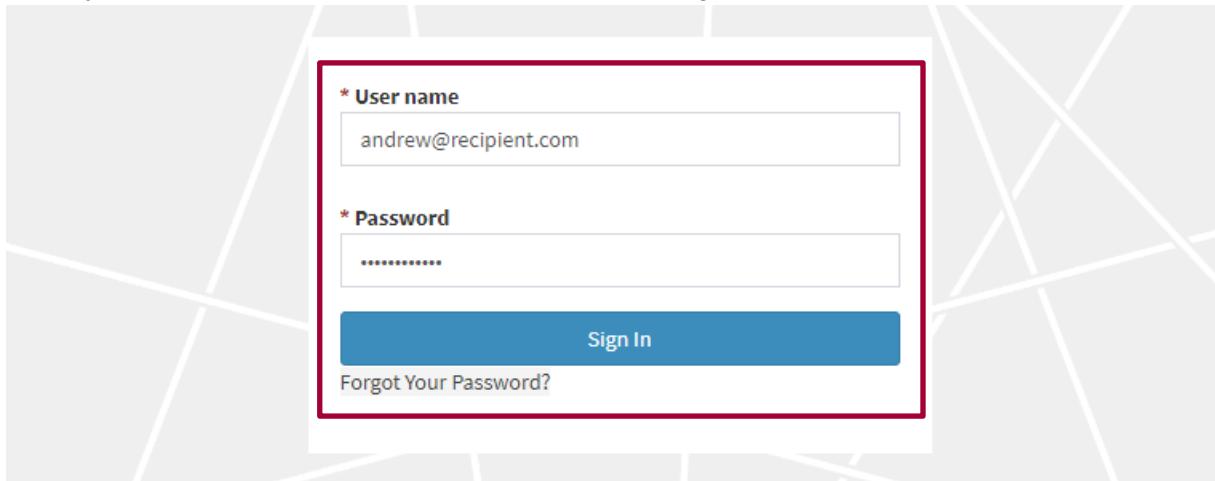 * User name
andrew@recipient.com
* Password
••••••••••••
Sign In
Forgot Your Password?